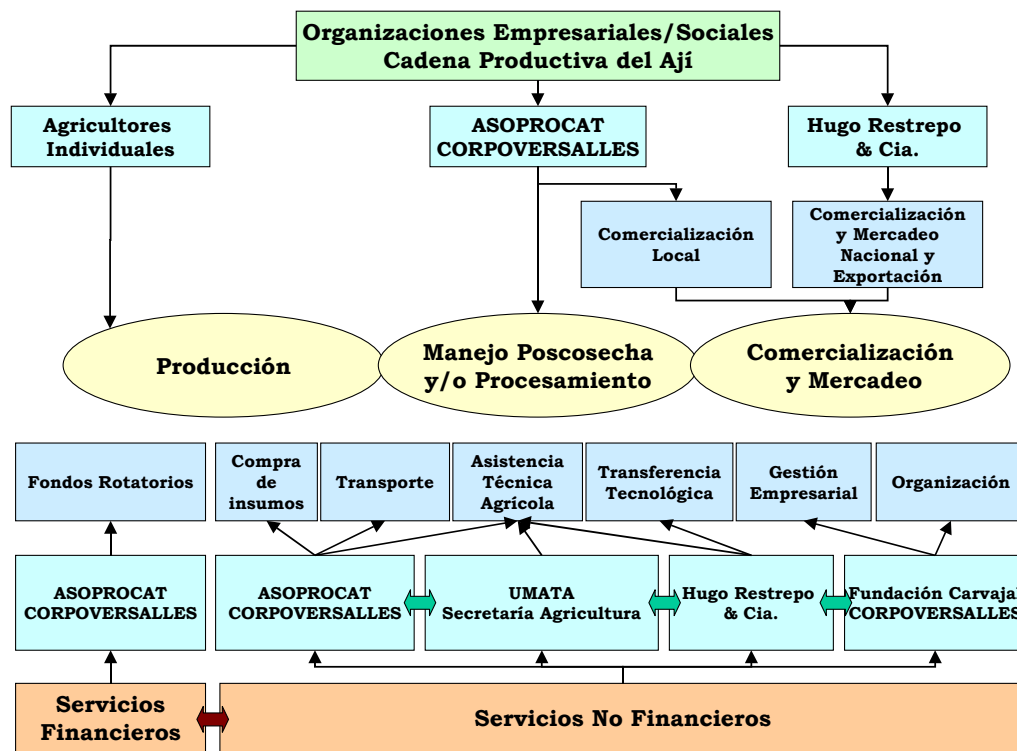 Organizaciones Empresariales/Sociales
Cadena Productiva del Ají
Agricultores
Individuales
ASOPROCAT
CORPOVERSALLES
Hugo Restrepo
& Cia.
Comercialización
Local
Comercialización
y Mercadeo
Nacional y
Exportación
Producción
Manejo Poscosecha
y/o Procesamiento
Comercialización
y Mercadeo
Fondos Rotatorios
Compra
de
insumos
Transporte
Asistencia
Técnica
Agrícola
Transferencia
Tecnológica
Gestión
Empresarial
Organización
ASOPROCAT
CORPOVERSALLES
ASOPROCAT
CORPOVERSALLES
UMATA
Secretaría Agricultura
Hugo Restrepo
& Cia.
Fundación Carvajal
CORPOVERSALLES
Servicios
Financieros
Servicios No Financieros